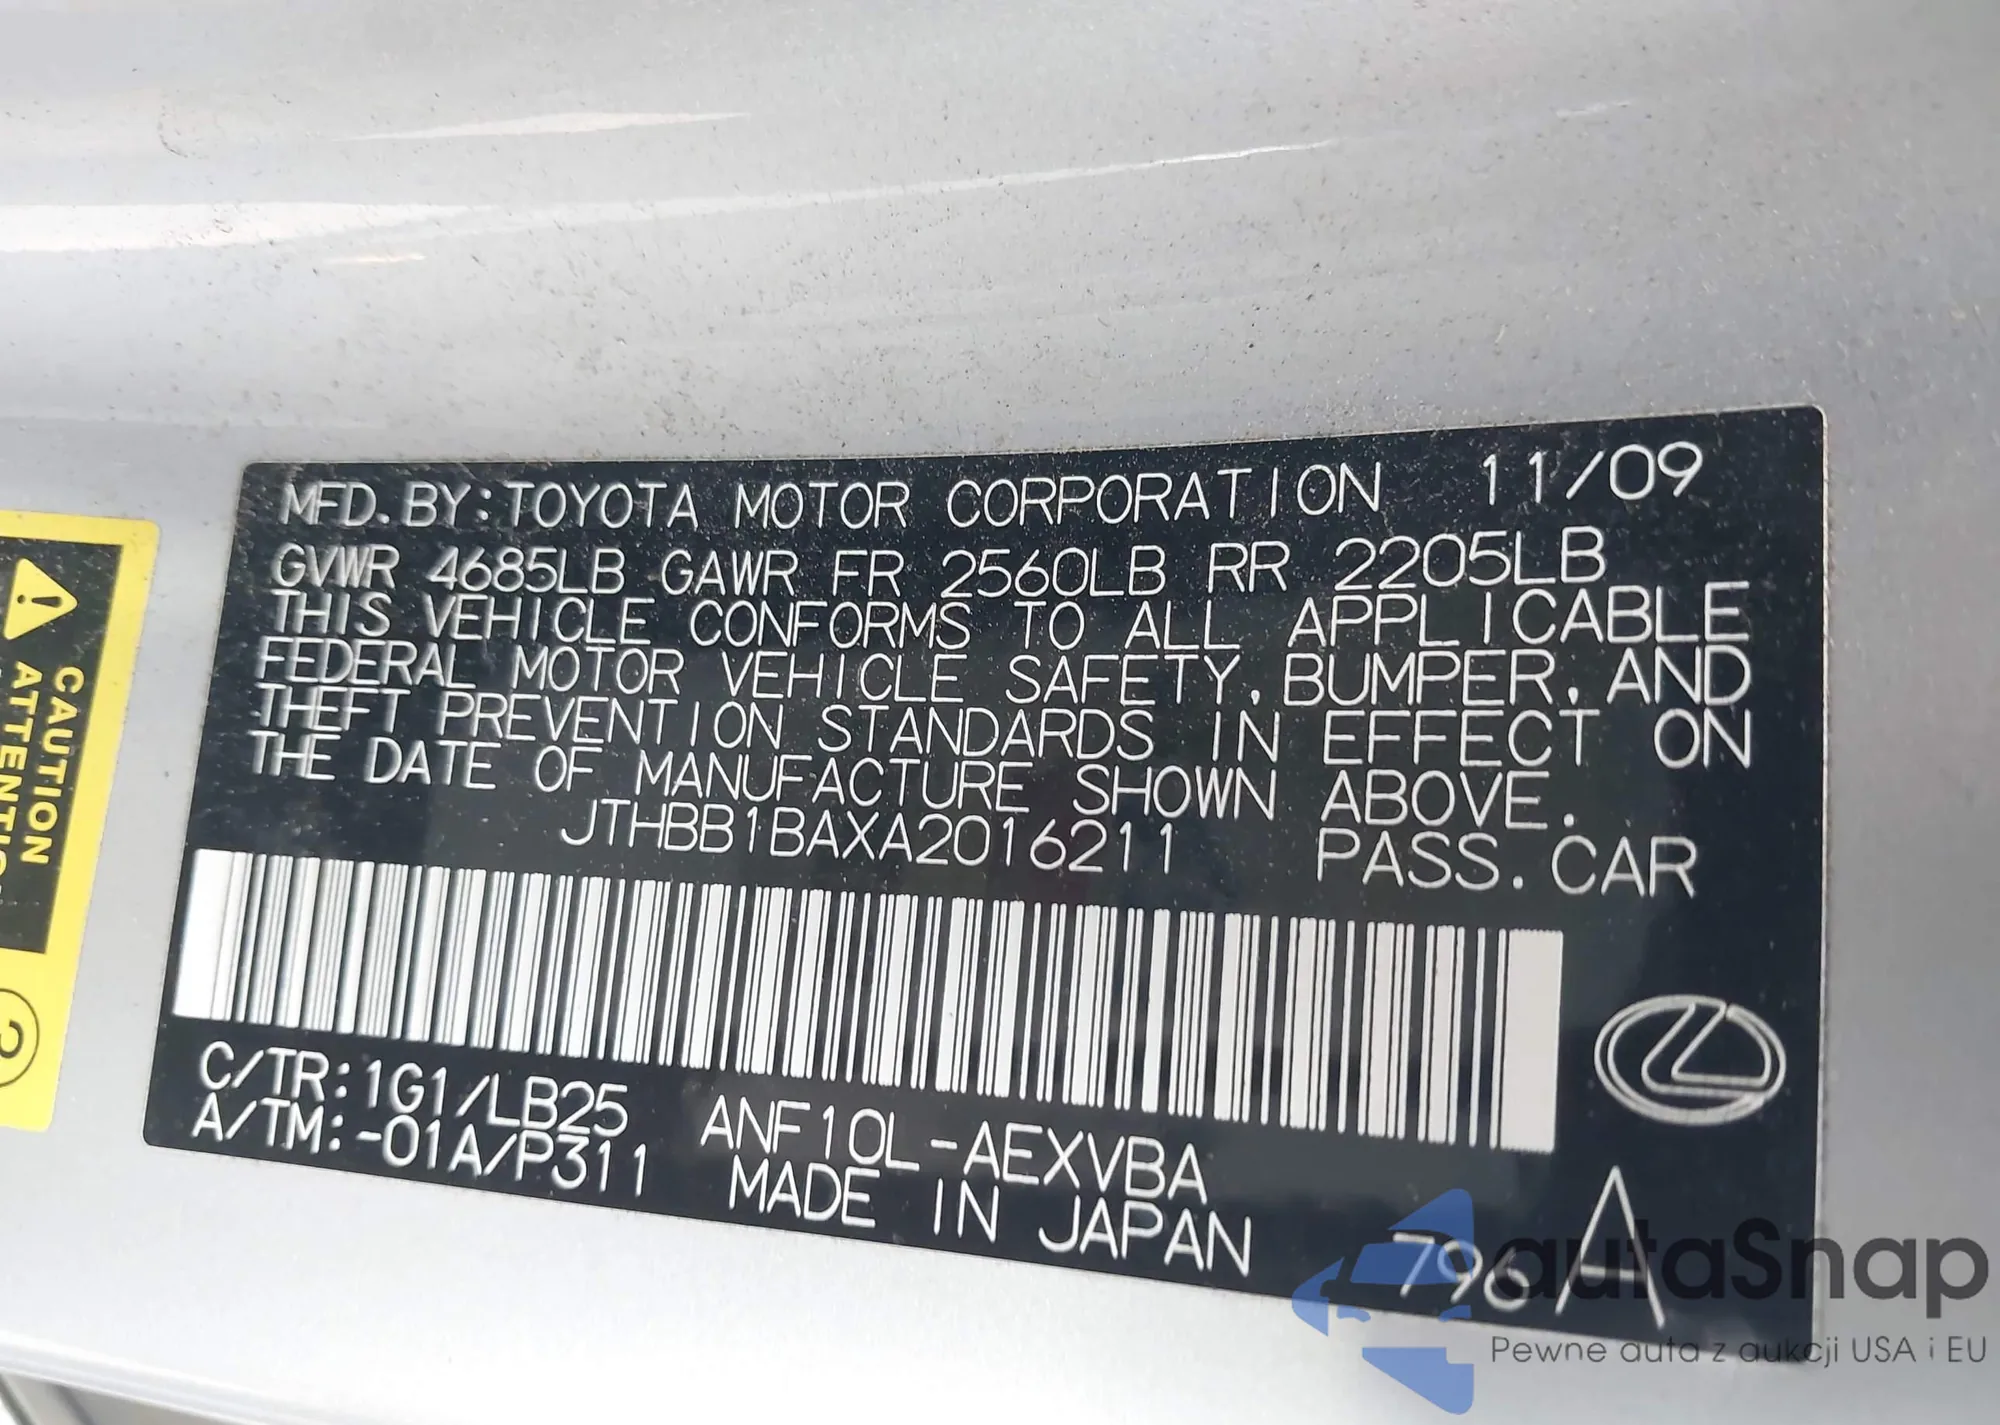 MFD. BY: TOYOTA MOTOR CORPORATION 11/09
GVWR 4685LB GAWR FR 2560LB RR 2205LB
THIS VEHICLE CONFORMS TO ALL APPLICABLE
FEDERAL MOTOR VEHICLE SAFETY, BUMPER, AND
THEFT PREVENTION STANDARDS IN EFFECT ON
THE DATE OF MANUFACTURE SHOWN ABOVE.
JTHBB1BAXA2016211 PASS. CAR
C/TR: 1G1/LB25 ANF10L-AEXVBA
A/TM: -01A/P311 MADE IN JAPAN
796 A
CAUTION
ATTENTION
autaSnap
Pewne auta z aukcji USA i EU